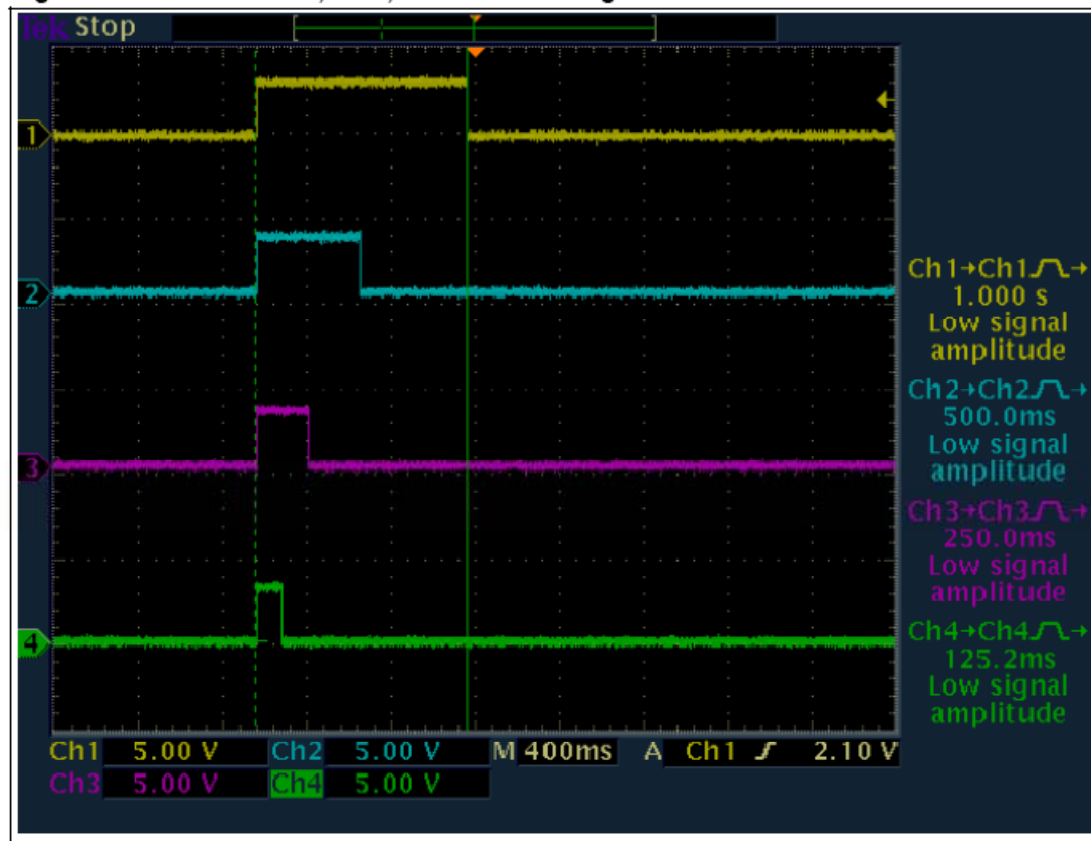 Tek Stop
1
2
3
4
Ch1→Ch1→
1.000 s
Low signal
amplitude
Ch2→Ch2→
500.0ms
Low signal
amplitude
Ch3→Ch3→
250.0ms
Low signal
amplitude
Ch4→Ch4→
125.2ms
Low signal
amplitude
Ch1 5.00 V Ch2 5.00 V M 400ms A Ch1 2.10 V
Ch3 5.00 V Ch4 5.00 V